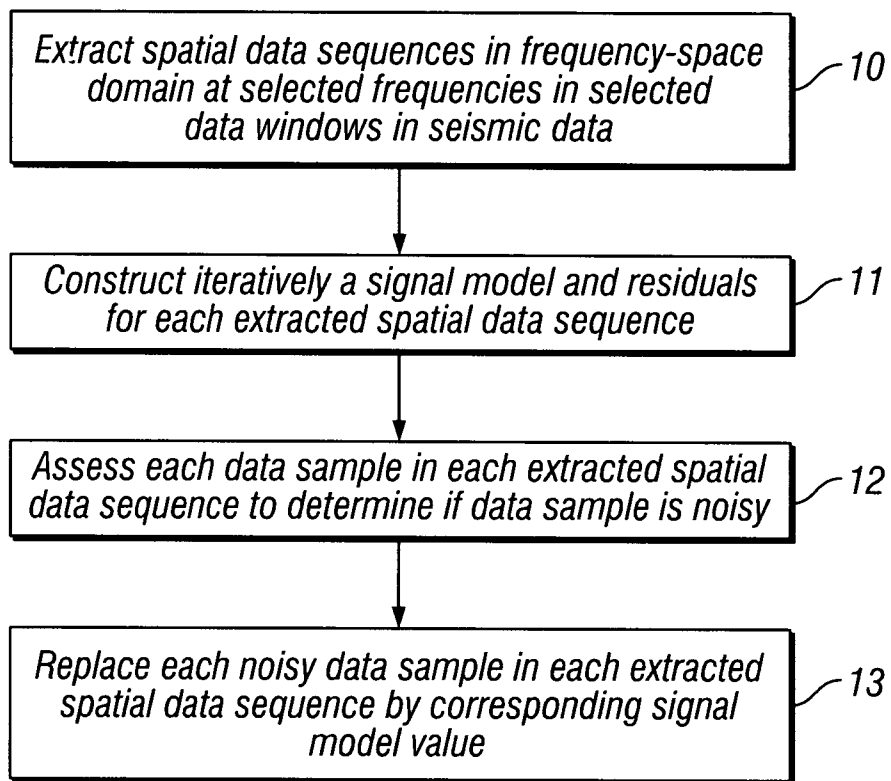 Extract spatial data sequences in frequency-space
domain at selected frequencies in selected
data windows in seismic data
10
Construct iteratively a signal model and residuals
for each extracted spatial data sequence
11
Assess each data sample in each extracted spatial
data sequence to determine if data sample is noisy
12
Replace each noisy data sample in each extracted
spatial data sequence by corresponding signal
model value
13